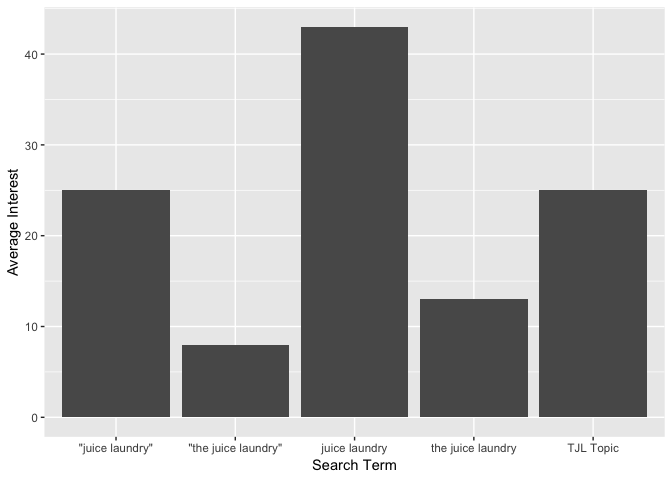 Average Interest
40
30
20
10
0
"juice laundry"
"the juice laundry"
juice laundry
the juice laundry
TJL Topic
Search Term